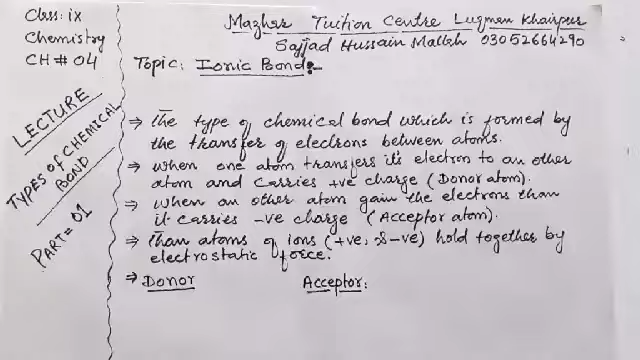 Class: ix
Chemistry
CH # 04
LECTURE
TYPES OF CHEMICAL
BOND
PART= 01
Mazhar Tuition Centre Luqman Khairpur
Sajjad Hussain Mallah 03052664290
Topic: Ionic Bond:-
⇒ The type of chemical bond which is formed by
the transfer of electrons between atoms.
⇒ when one atom transfers it's electron to an other
atom and carries +ve charge (Donor atom).
⇒ when an other atom gain the electrons than
it carries -ve charge (Acceptor atom).
⇒ Than atoms of ions (+ve, & -ve) hold together by
electrostatic force.
⇒ Donor Acceptor: